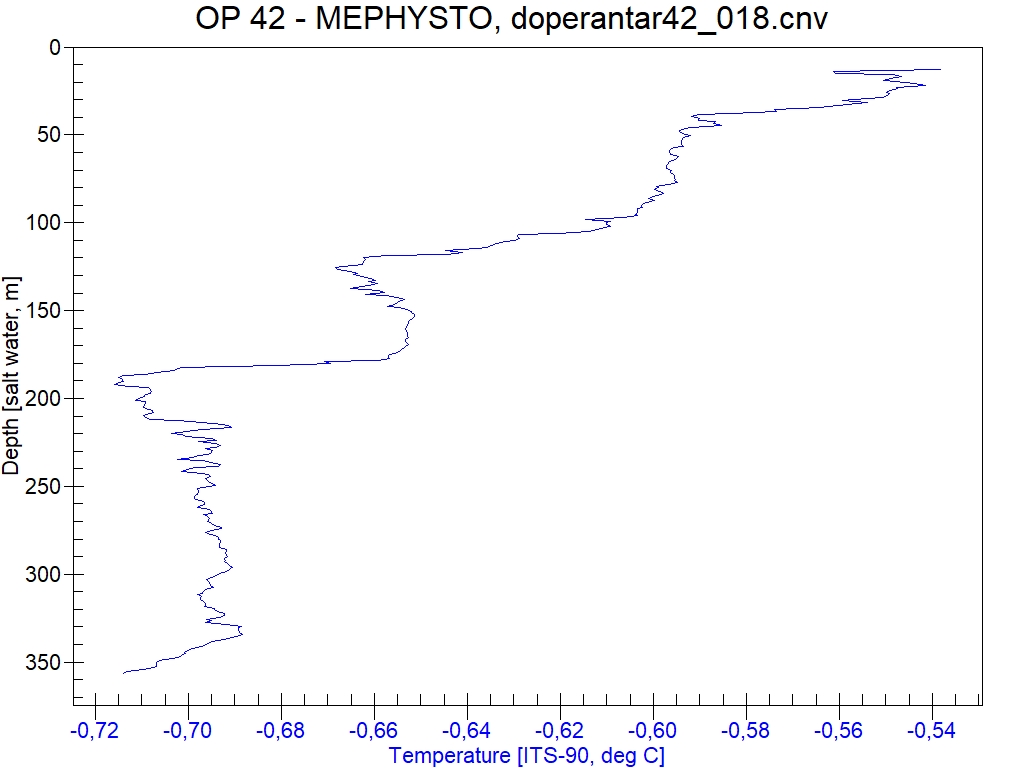 OP 42 - MEPHYSTO, doperantar42_018.cnv
0
50
100
150
200
250
300
350
Depth [salt water, m]
-0,72 -0,70 -0,68 -0,66 -0,64 -0,62 -0,60 -0,58 -0,56 -0,54
Temperature [ITS-90, deg C]